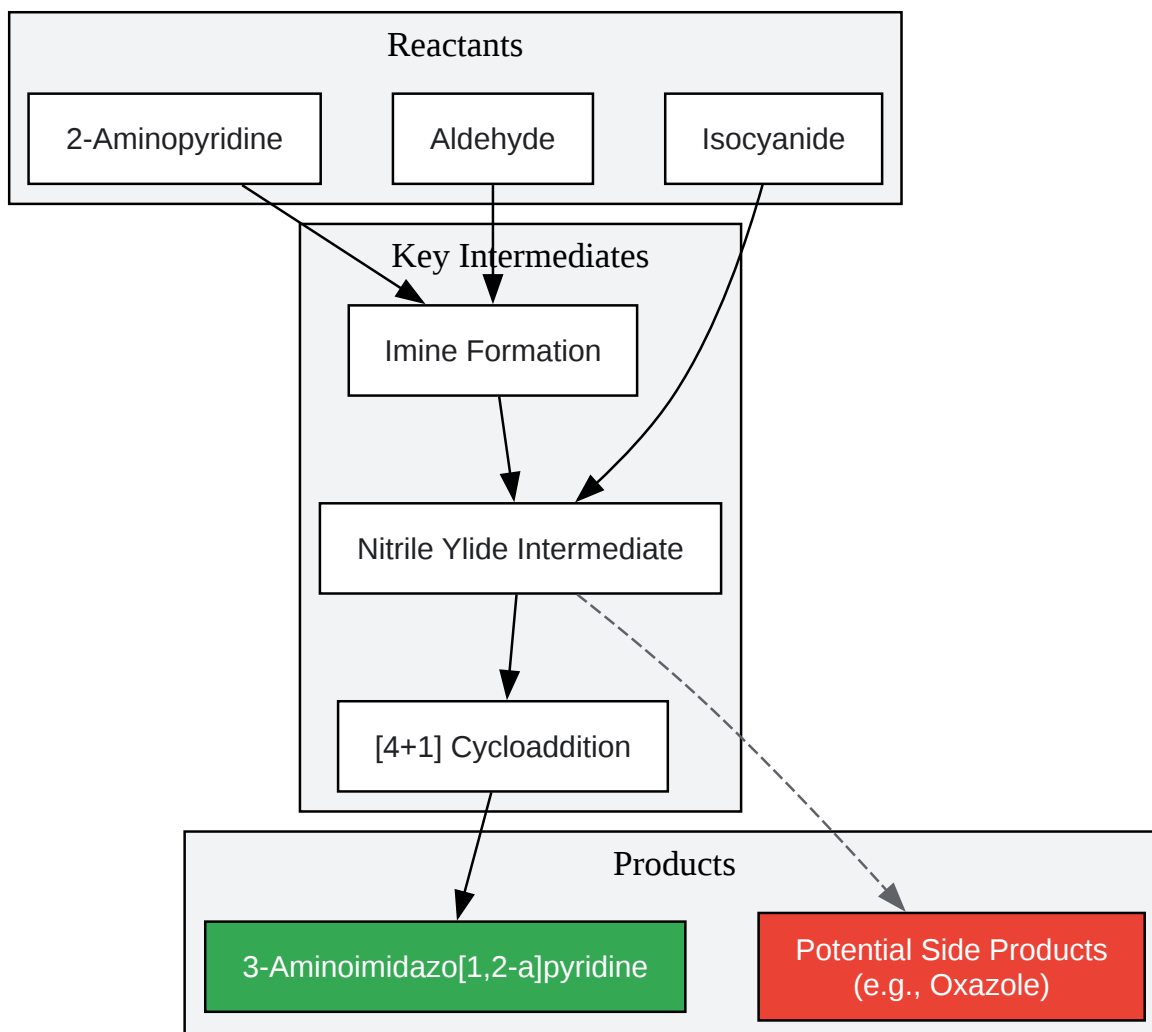 Reactants
2-Aminopyridine
Aldehyde
Isocyanide
Key Intermediates
Imine Formation
Nitrile Ylide Intermediate
[4+1] Cycloaddition
Products
3-Aminoimidazo[1,2-a]pyridine
Potential Side Products
(e.g., Oxazole)